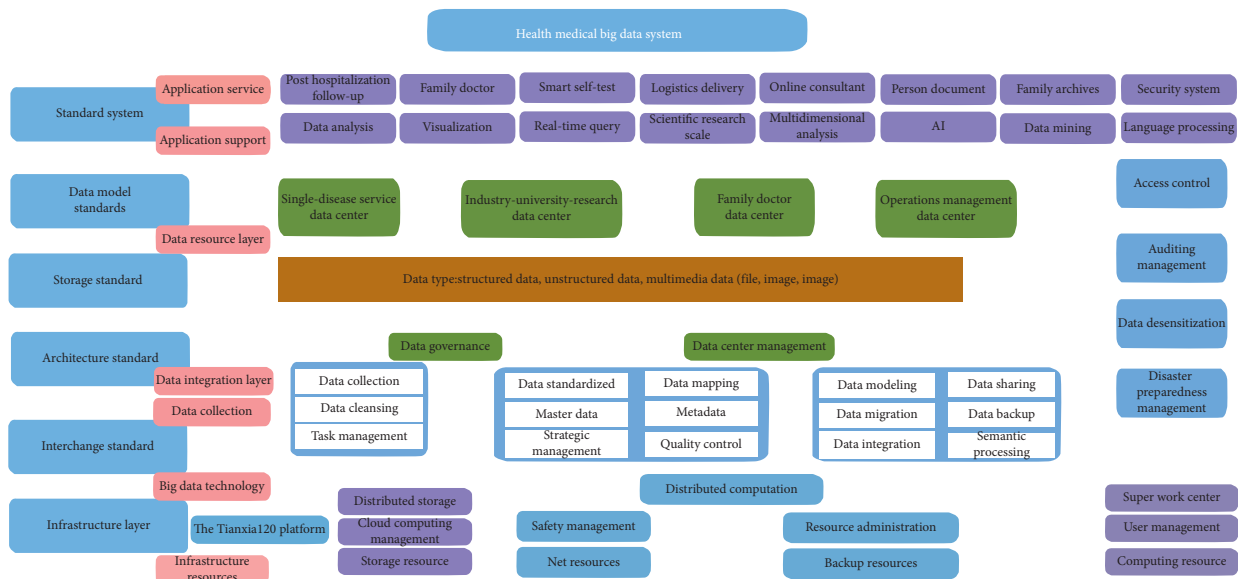 Health medical big data system
Application service
Post hospitalization
follow-up
Family doctor
Smart self-test
Logistics delivery
Online consultant
Person document
Family archives
Security system
Standard system
Application support
Data analysis
Visualization
Real-time query
Scientific research
scale
Multidimensional
analysis
AI
Data mining
Language processing
Data model
standards
Single-disease service
data center
Industry-university-research
data center
Family doctor
data center
Operations management
data center
Access control
Data resource layer
Auditing
management
Storage standard
Data type:structured data, unstructured data, multimedia data (file, image, image)
Data desensitization
Architecture standard
Data governance
Data center management
Data integration layer
Data collection
Data cleansing
Task management
Data standardized
Data mapping
Master data
Metadata
Strategic
management
Quality control
Data modeling
Data sharing
Data migration
Data backup
Data integration
Semantic
processing
Disaster
preparedness
management
Data collection
Interchange standard
Big data technology
Distributed computation
Infrastructure layer
The Tianxia120 platform
Distributed storage
Cloud computing
management
Storage resource
Safety management
Net resources
Resource administration
Backup resources
Super work center
User management
Computing resource
Infrastructure
resources